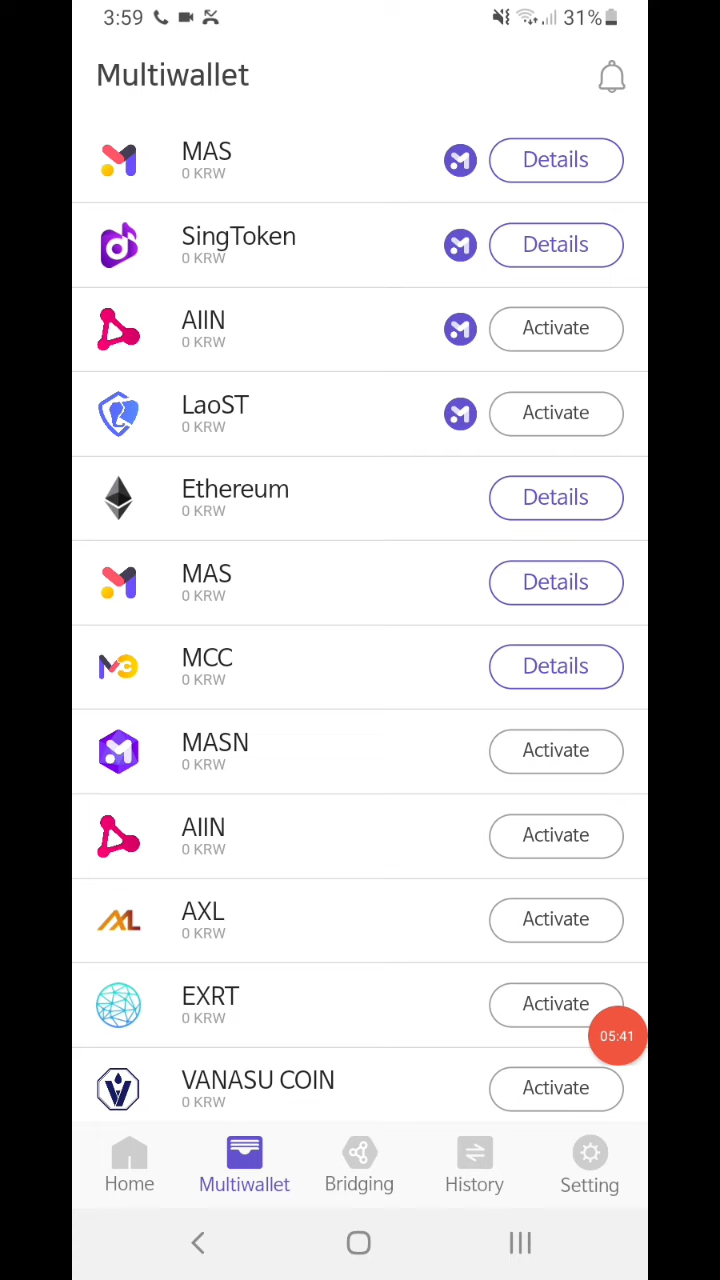 3:59 31%
Multiwallet
MAS
0 KRW
Details
SingToken
0 KRW
Details
AIIN
0 KRW
Activate
LaoST
0 KRW
Activate
Ethereum
0 KRW
Details
MAS
0 KRW
Details
MCC
0 KRW
Details
MASN
0 KRW
Activate
AIIN
0 KRW
Activate
AXL
0 KRW
Activate
EXRT
0 KRW
Activate
05:41
VANASU COIN
0 KRW
Activate
Home Multiwallet Bridging History Setting